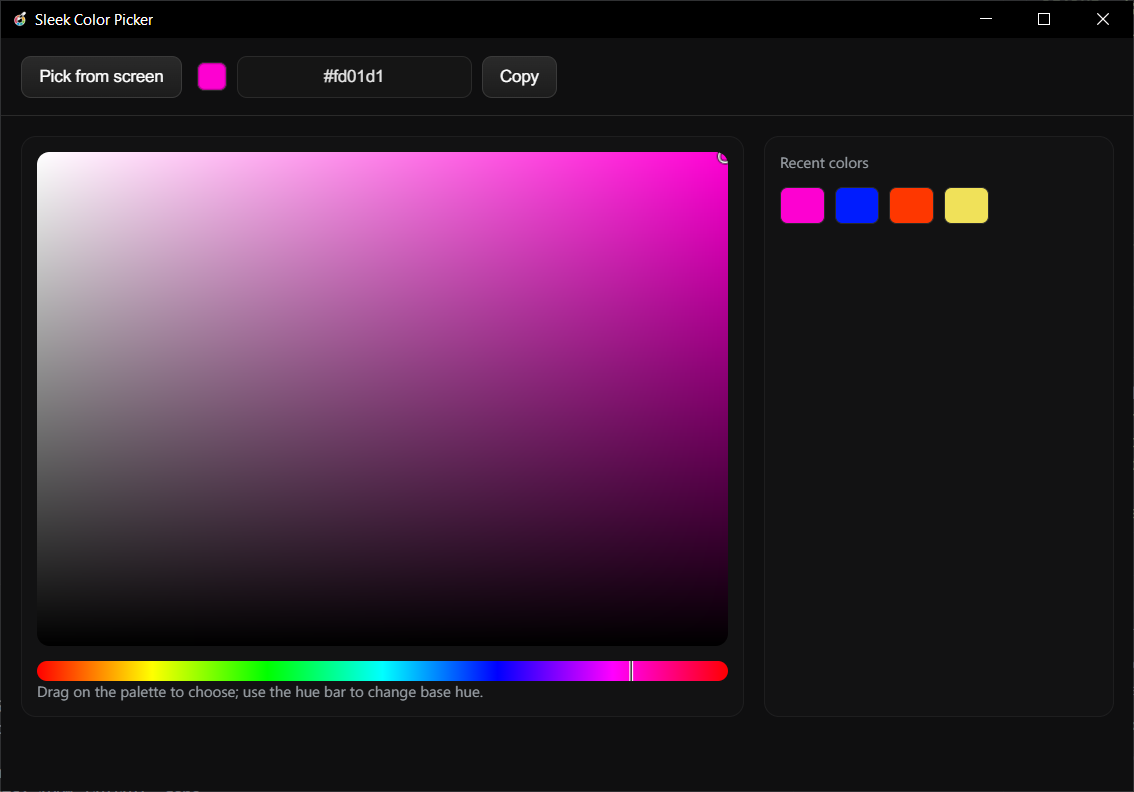 Sleek Color Picker
Pick from screen
#fd01d1
Copy
Recent colors
Drag on the palette to choose; use the hue bar to change base hue.